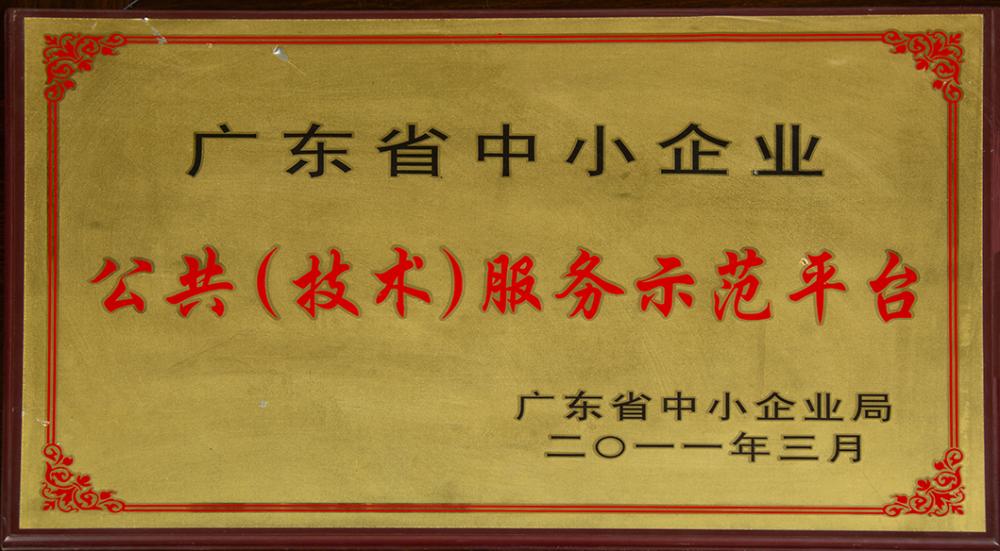 广东省中小企业
公共(技术)服务示范平台
广东省中小企业局
二〇一一年三月